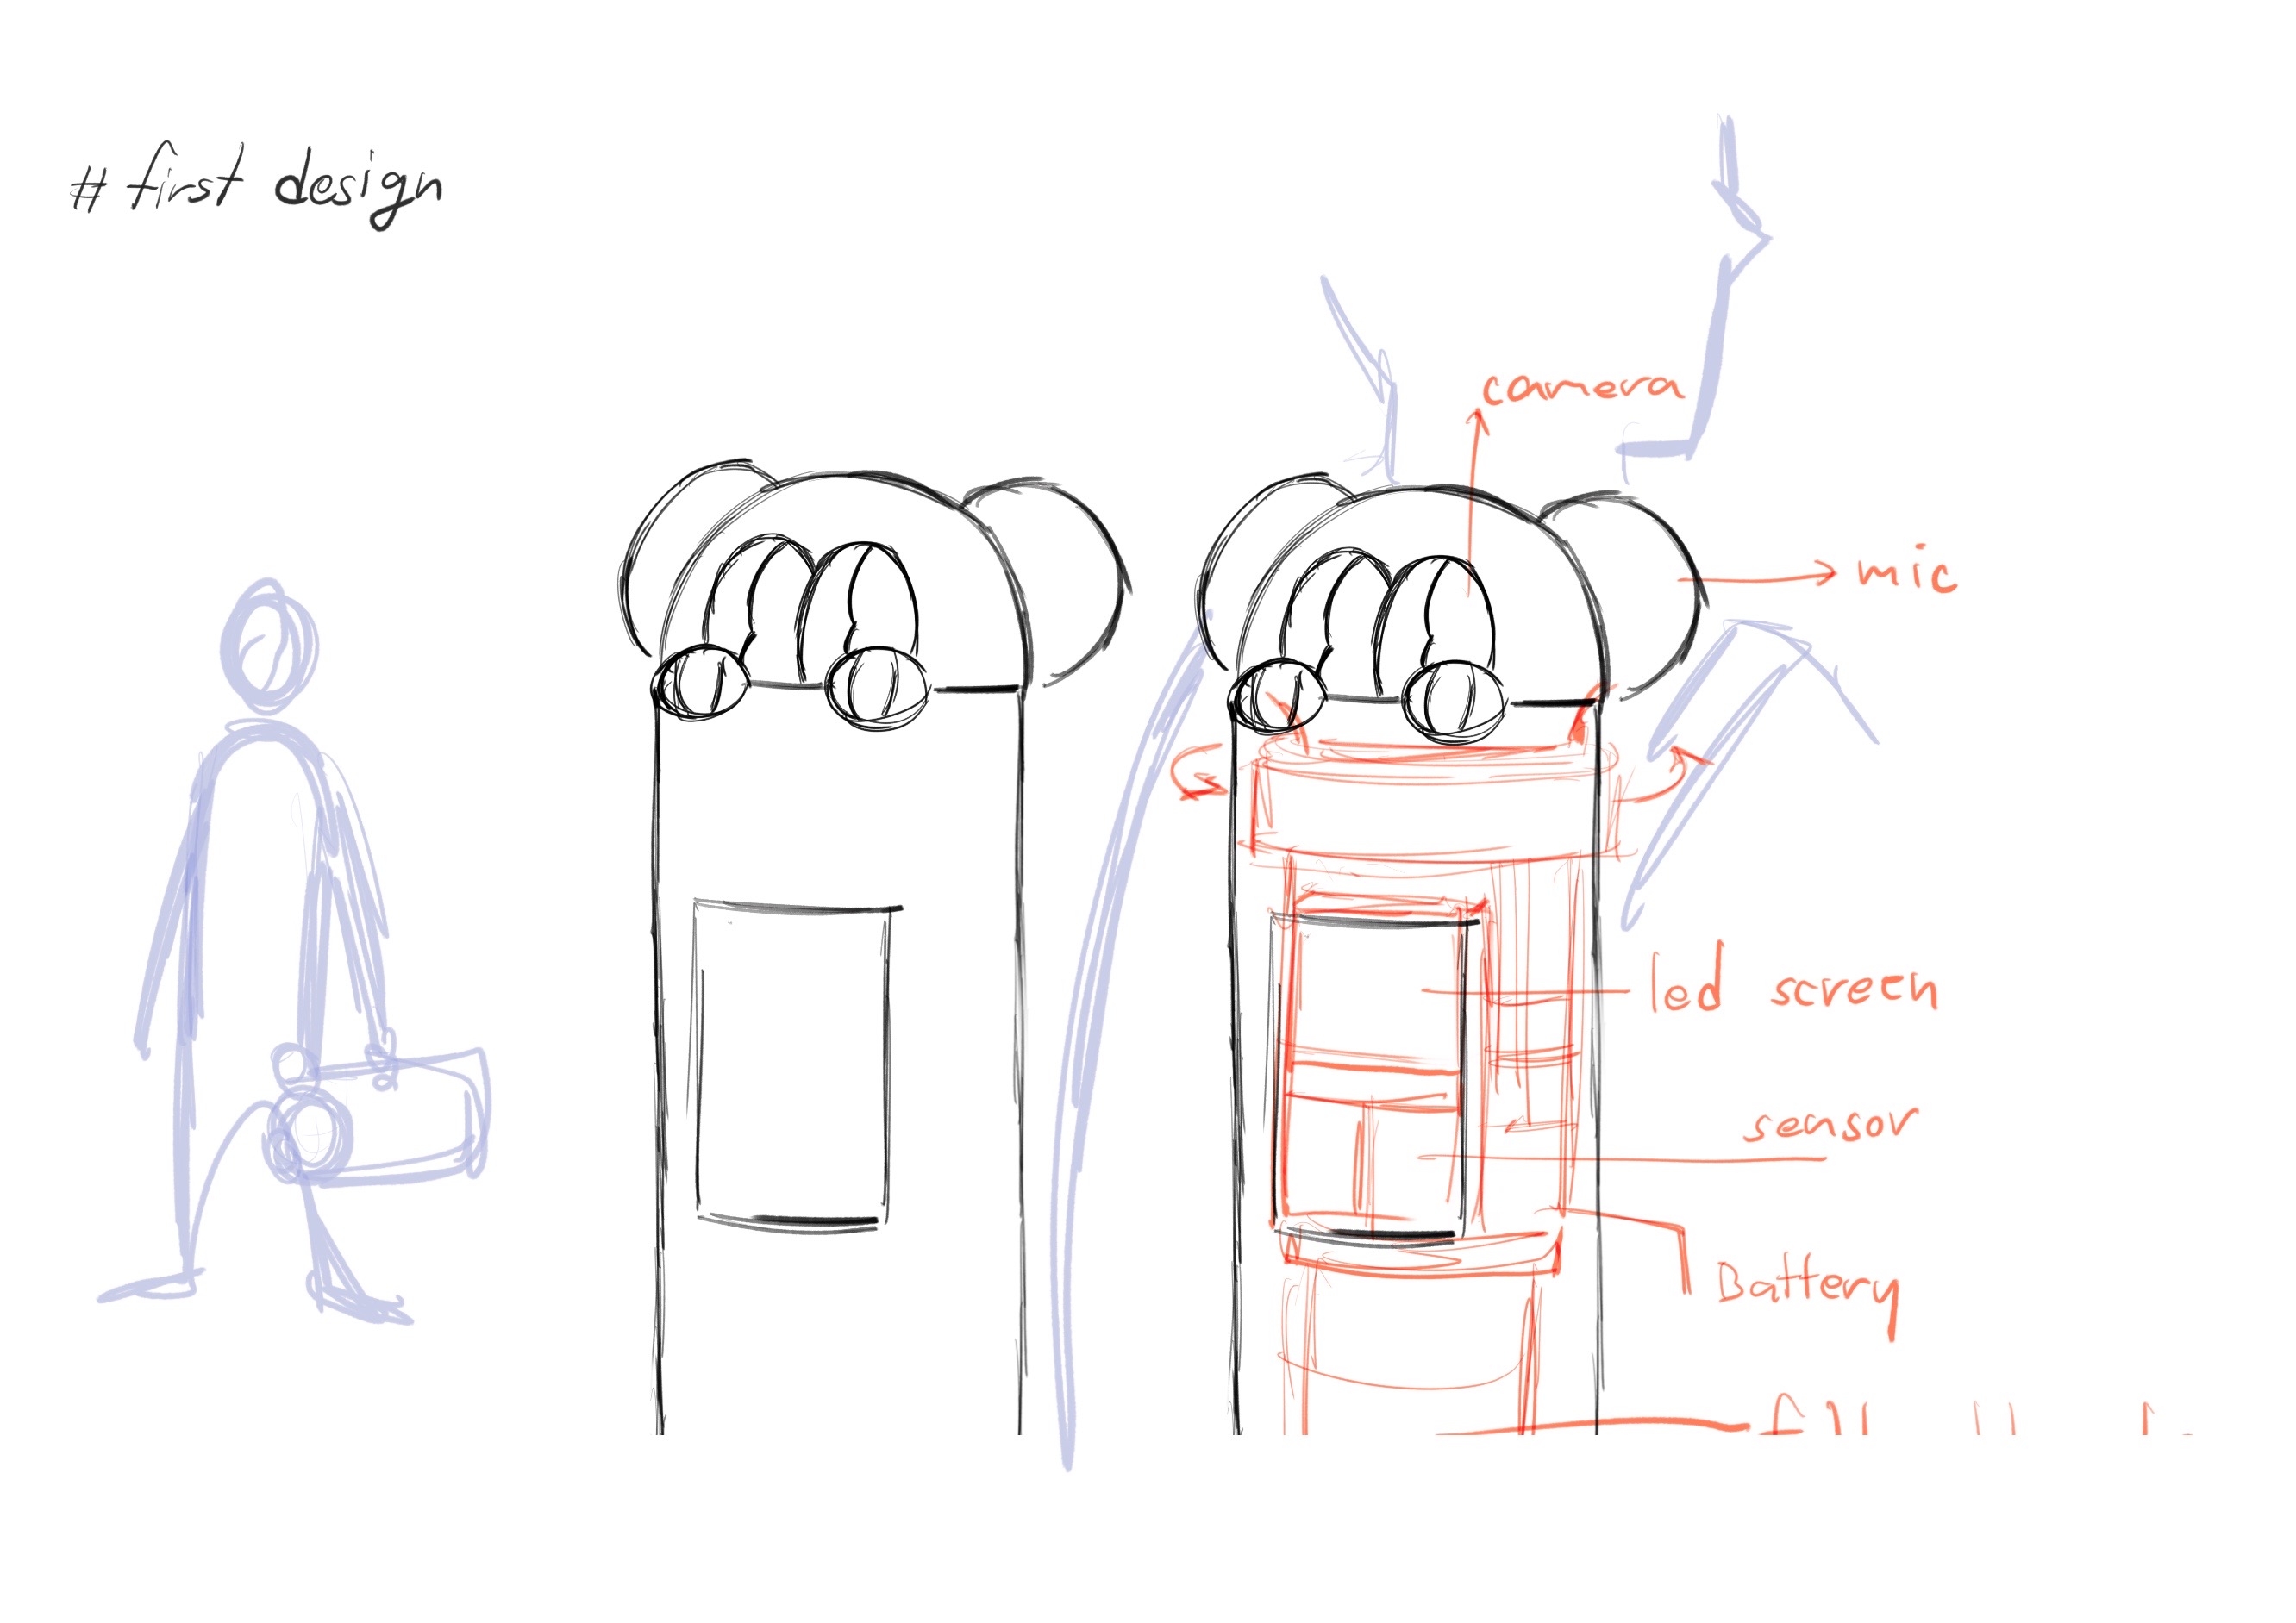 # first design
camera
mic
led screen
sensor
Battery